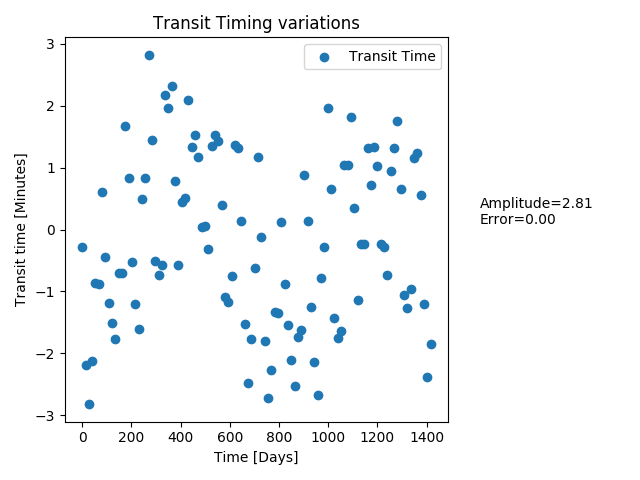 Transit Timing variations
Transit Time
Transit time [Minutes]
3
2
1
0
−1
−2
−3
0
200
400
600
800
1000
1200
1400
Time [Days]
Amplitude=2.81
Error=0.00